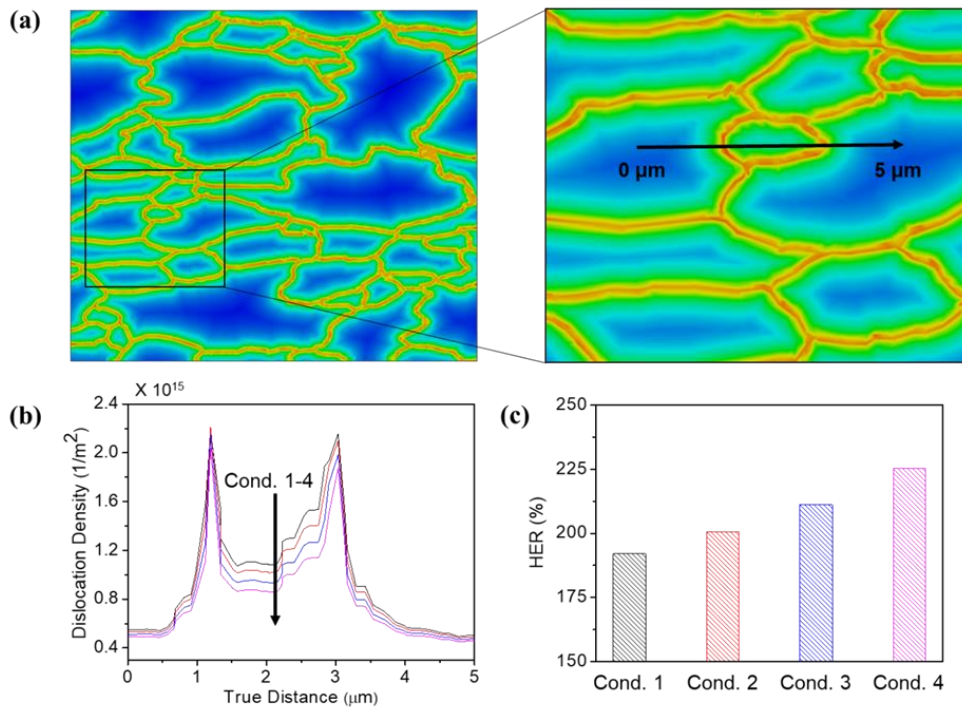 (a)
0 μm
5 μm
(b)
X 10¹⁵
2.4
2.0
1.6
1.2
0.8
0.4
Dislocation Density (1/m²)
Cond. 1-4
0 1 2 3 4 5
True Distance (μm)
(c)
250
225
200
175
150
HER (%)
Cond. 1 Cond. 2 Cond. 3 Cond. 4